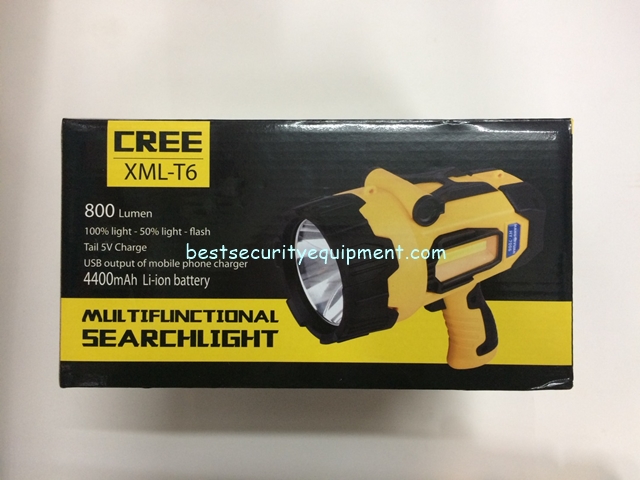 CREE
XML-T6
800 Lumen
100% light - 50% light - flash
Tail 5V Charge
USB output of mobile phone charger
4400mAh Li-ion battery
bestsecurityequipment.com
MULTIFUNCTIONAL
SEARCHLIGHT